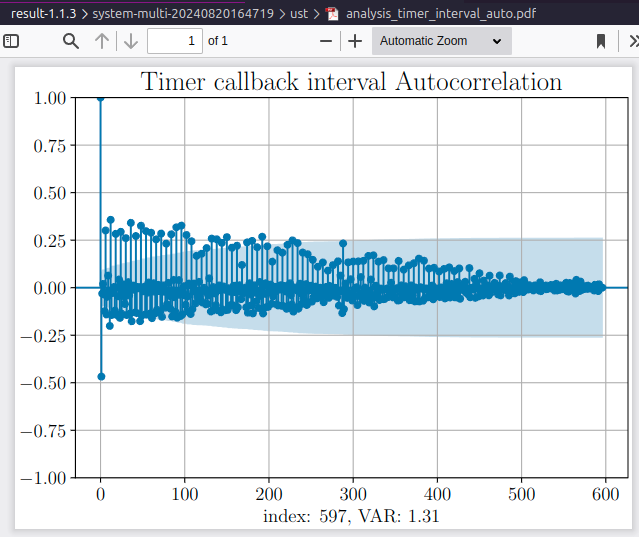 result-1.1.3 > system-multi-20240820164719 > ust > analysis_timer_interval_auto.pdf
1 of 1 Automatic Zoom
Timer callback interval Autocorrelation
1.00
0.75
0.50
0.25
0.00
−0.25
−0.50
−0.75
−1.00
0 100 200 300 400 500 600
index: 597, VAR: 1.31